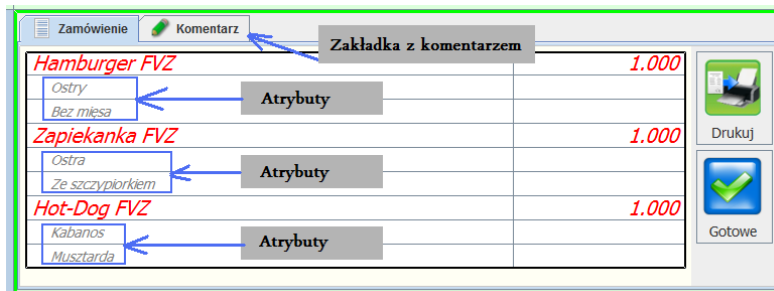 Zamówienie Komentarz
Zakładka z komentarzem
Hamburger FVZ 1.000
Ostry
Atrybuty
Bez mięsa
Drukuj
Zapiekanka FVZ 1.000
Ostra
Atrybuty
Ze szczypiorkiem
Hot-Dog FVZ 1.000
Gotowe
Kabanos
Atrybuty
Musztarda